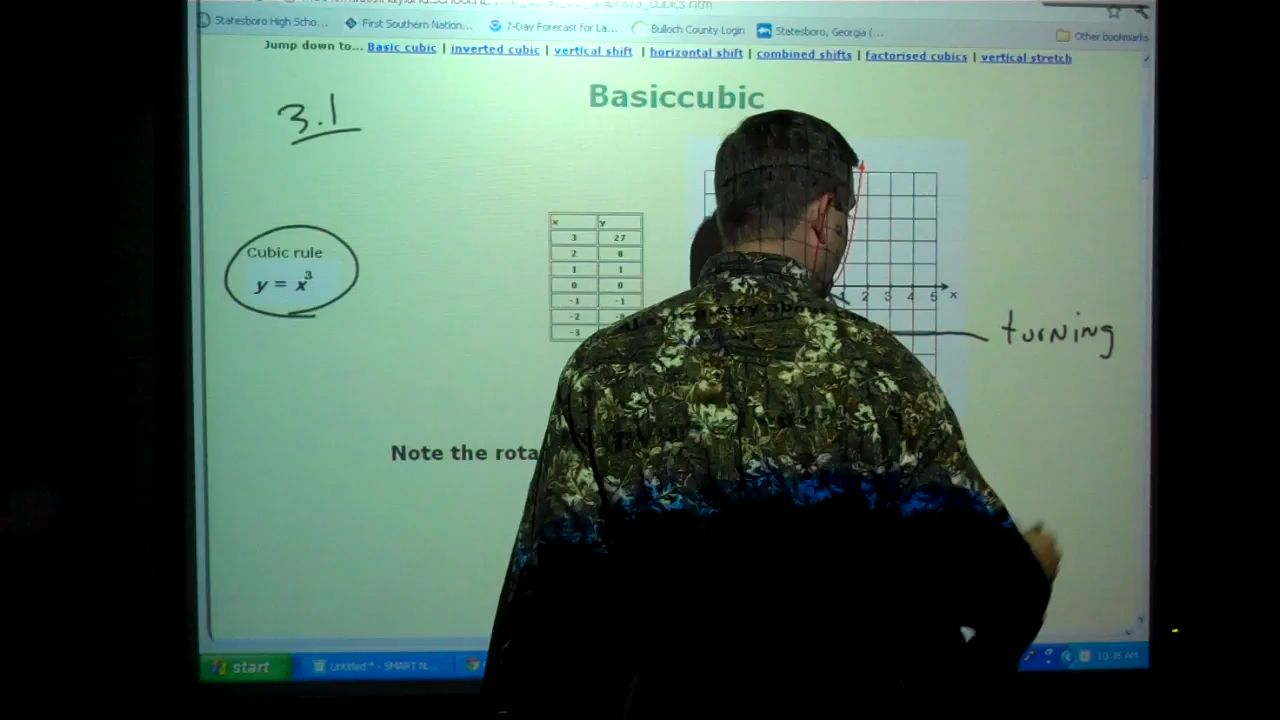 Statesboro High Scho... First Southern Nation... 7-Day Forecast for La... Bulloch County Login Statesboro, Georgia (... Other bookmarks
Jump down to... Basic cubic | inverted cubic | vertical shift | horizontal shift | combined shifts | factorised cubics | vertical stretch
Basiccubic
3.1
x y
3 27
2 8
1 1
0 0
-1 -1
-2
-3
Cubic rule
y = x³
2 3 4 5 x
turning
Note the rota
start Untitled * - SMART N...